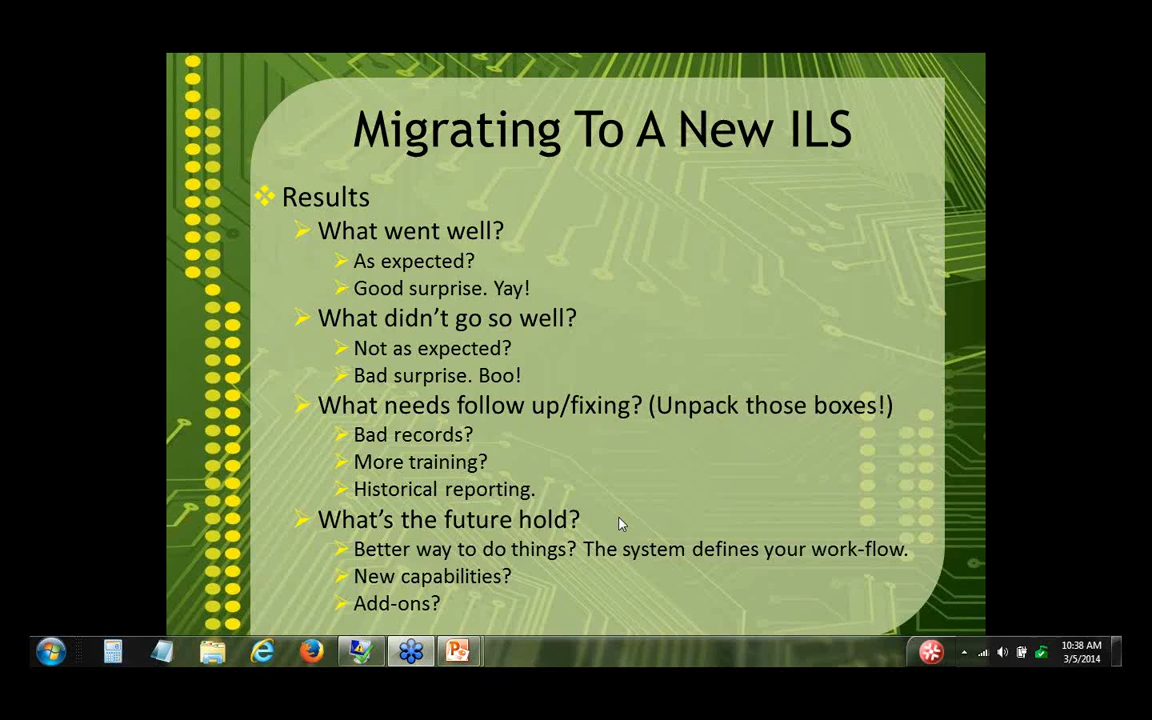 Migrating To A New ILS
Results
What went well?
As expected?
Good surprise. Yay!
What didn't go so well?
Not as expected?
Bad surprise. Boo!
What needs follow up/fixing? (Unpack those boxes!)
Bad records?
More training?
Historical reporting.
What's the future hold?
Better way to do things? The system defines your work-flow.
New capabilities?
Add-ons?
10:38 AM
3/5/2014